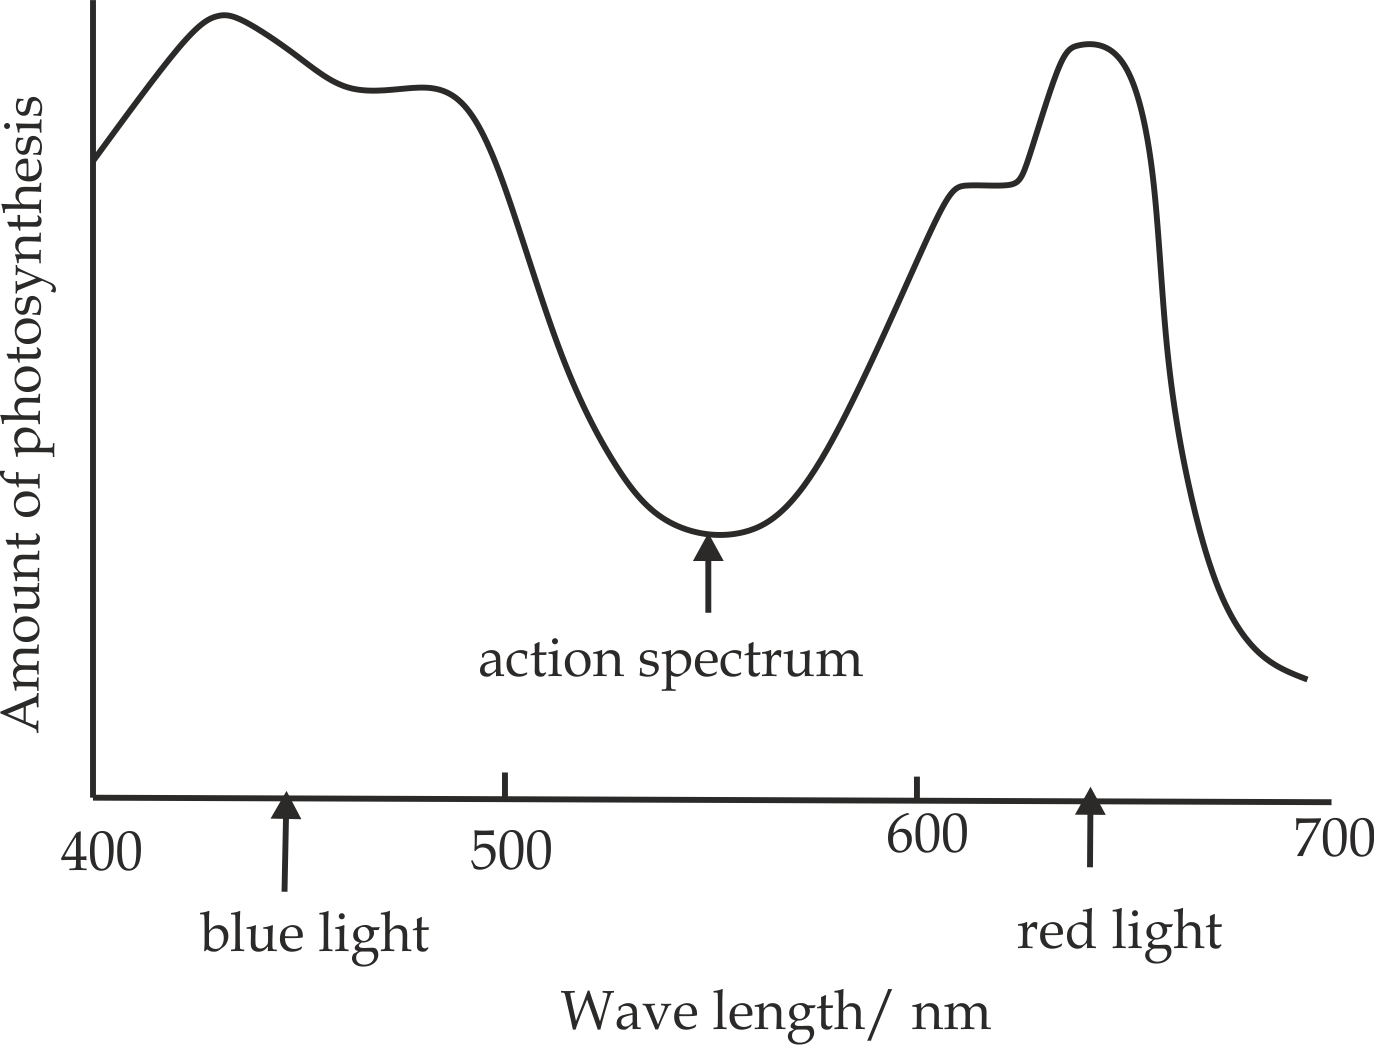 Amount of photosynthesis
action spectrum
400
500
600
700
blue light
red light
Wave length/ nm